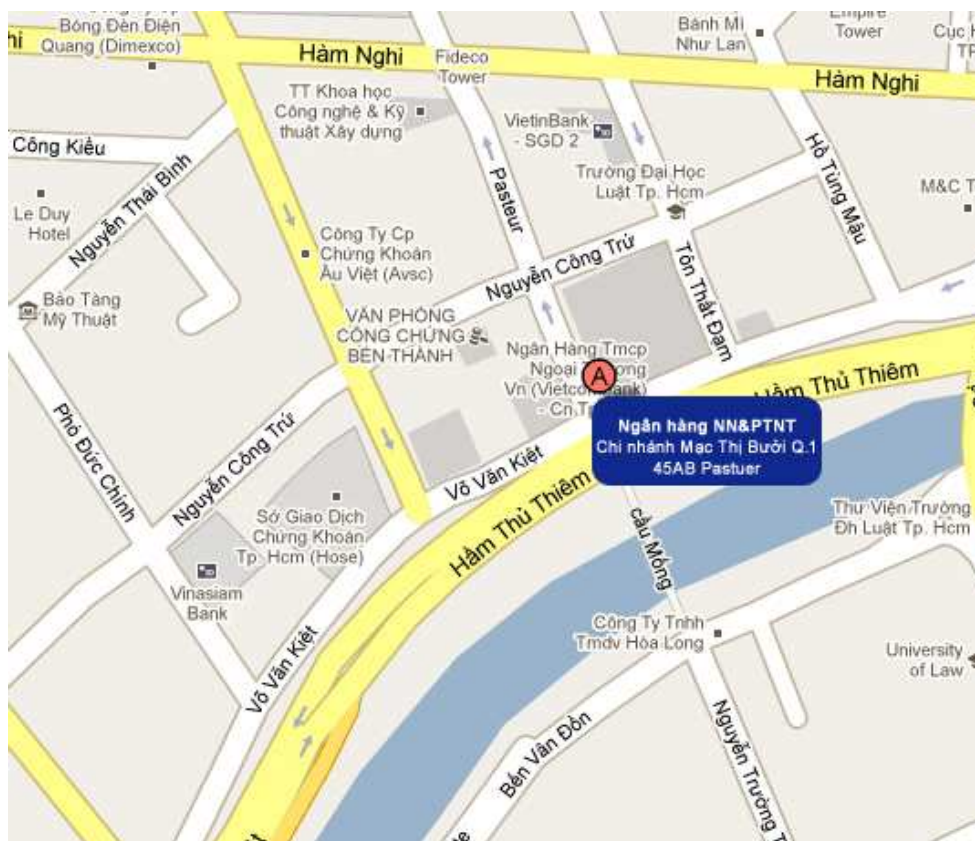 Bóng Đèn Điện
Quang (Dimexco)
Hàm Nghi
Fideco
Tower
Bánh Mì
Như Lan
Empire
Tower
Hàm Nghi
TT Khoa học
Công nghệ & Kỹ
thuật Xây dựng
VietinBank
- SGD 2
Công Kiều
Nguyễn Thái Bình
Pasteur
Trường Đại Học
Luật Tp. Hcm
Hồ Tùng Mậu
M&C T
Le Duy
Hotel
Công Ty Cp
Chứng Khoán
Âu Việt (Avsc)
Nguyễn Công Trứ
Tôn Thất Đạm
Bảo Tàng
Mỹ Thuật
VĂN PHÒNG
CÔNG CHỨNG
BẾN THÀNH
Ngân Hàng Tmcp
Ngoại
Vn (Vietcombank)
- Cn
A
Hầm Thủ Thiêm
Ngân hàng NN&PTNT
Chi nhánh Mạc Thị Bưởi Q.1
45AB Pastuer
Phó Đức Chính
Nguyễn Công Trứ
Võ Văn Kiệt
Hầm Thủ Thiêm
Sở Giao Dịch
Chứng Khoán
Tp. Hcm (Hose)
Thư Viện Trường
Đh Luật Tp. Hcm
cầu Mống
Vinasiam
Bank
Công Ty Tnhh
Tmdv Hòa Long
University
of Law
Võ Văn Kiệt
Bến Vân Đồn
Nguyễn Trường T